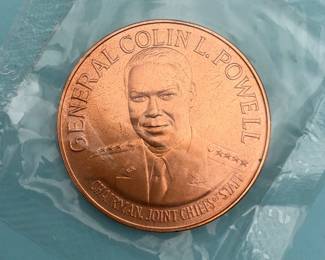 GENERAL COLIN L. POWELL
CHAIRMAN, JOINT CHIEFS OF STAFF